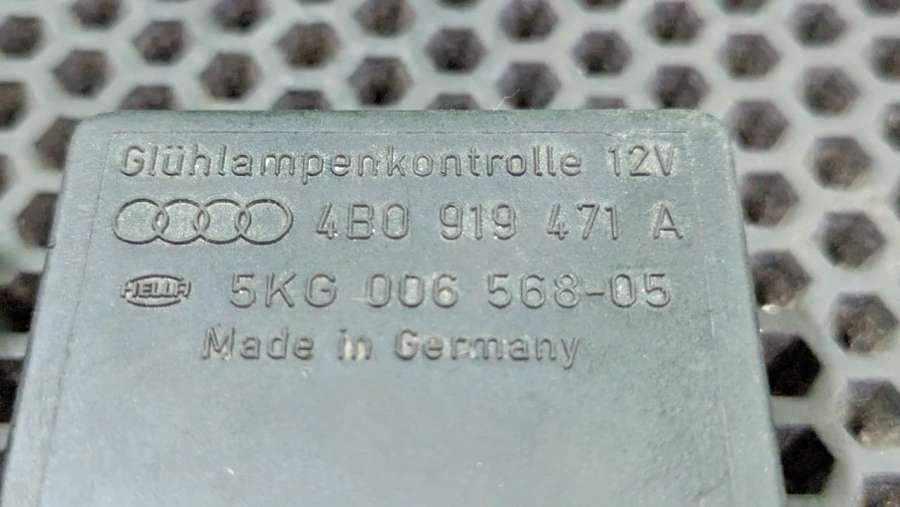 Glühlampenkontrolle 12V
4B0 919 471 A
HELLA 5KG 006 568-05
Made in Germany